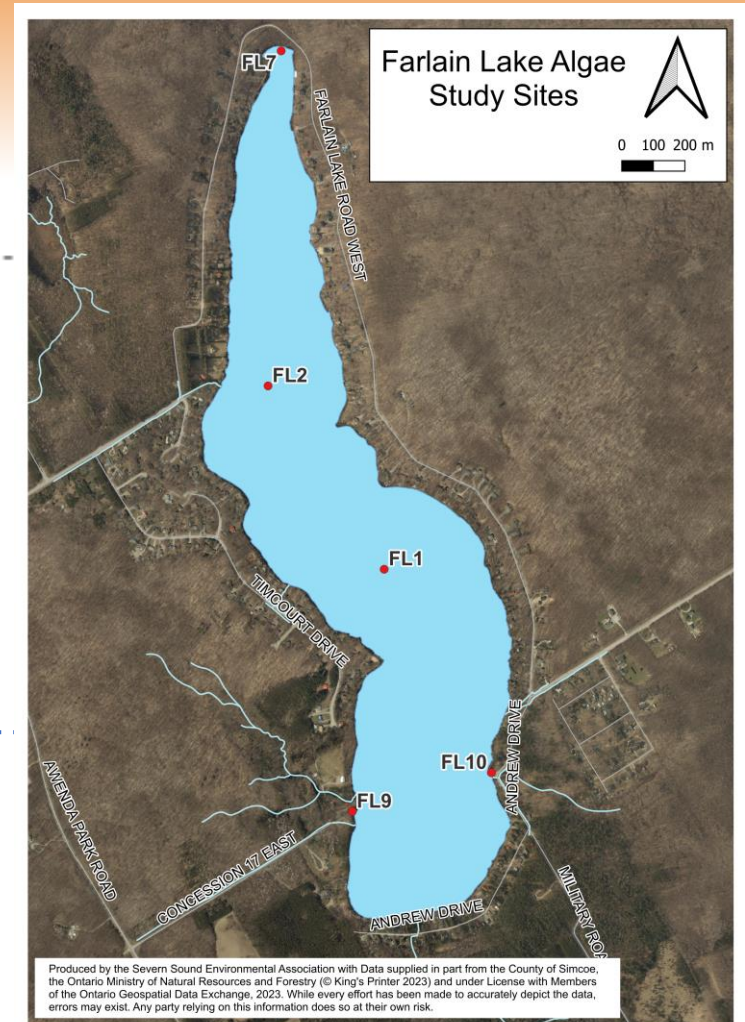 Farlain Lake Algae
Study Sites
0 100 200 m
FL7
FARLAIN LAKE ROAD WEST
FL2
FL1
TIMCOURT DRIVE
ANDREW DRIVE
FL10
FL9
AWENDA PARK ROAD
CONCESSION 17 EAST
MILITARY ROA
ANDREW DRIVE
Produced by the Severn Sound Environmental Association with Data supplied in part from the County of Simcoe,
the Ontario Ministry of Natural Resources and Forestry (© King's Printer 2023) and under License with Members
of the Ontario Geospatial Data Exchange, 2023. While every effort has been made to accurately depict the data,
errors may exist. Any party relying on this information does so at their own risk.